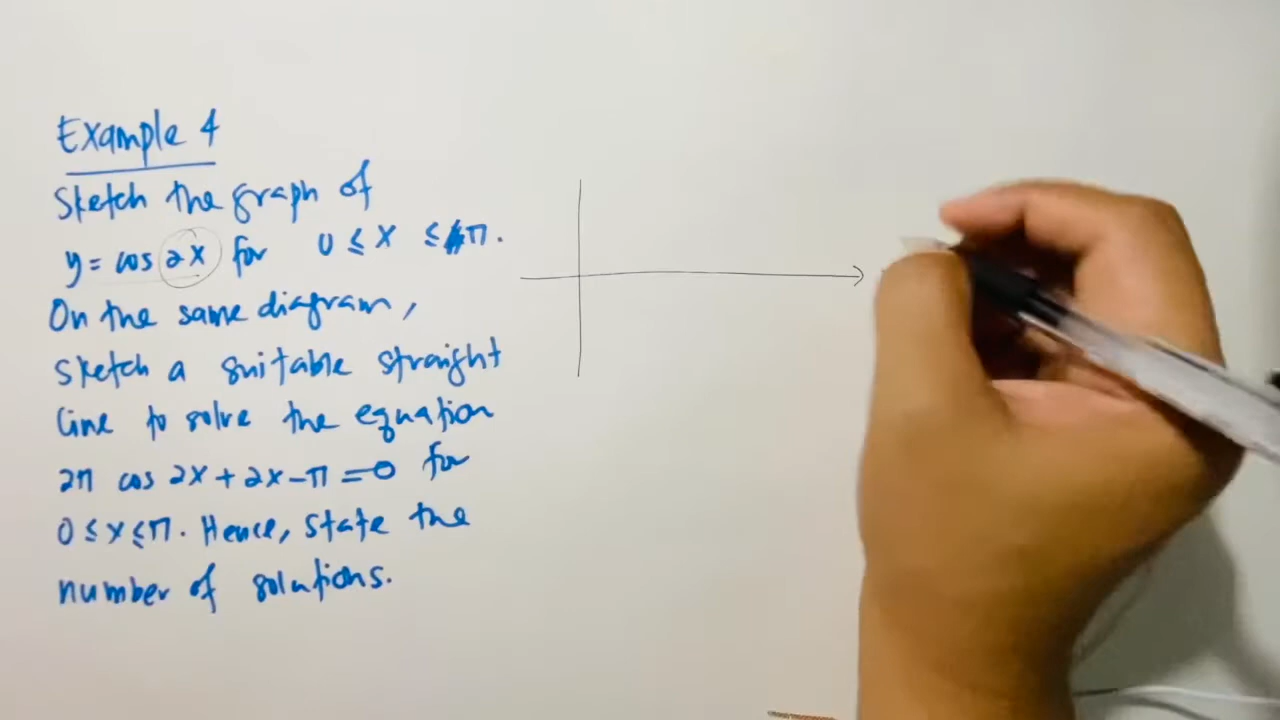 Example 4
Sketch the graph of
y = cos 2x for 0 ≤ x ≤ π.
On the same diagram,
sketch a suitable straight
line to solve the equation
2π cos 2x + 2x - π = 0 for
0 ≤ x ≤ π. Hence, state the
number of solutions.